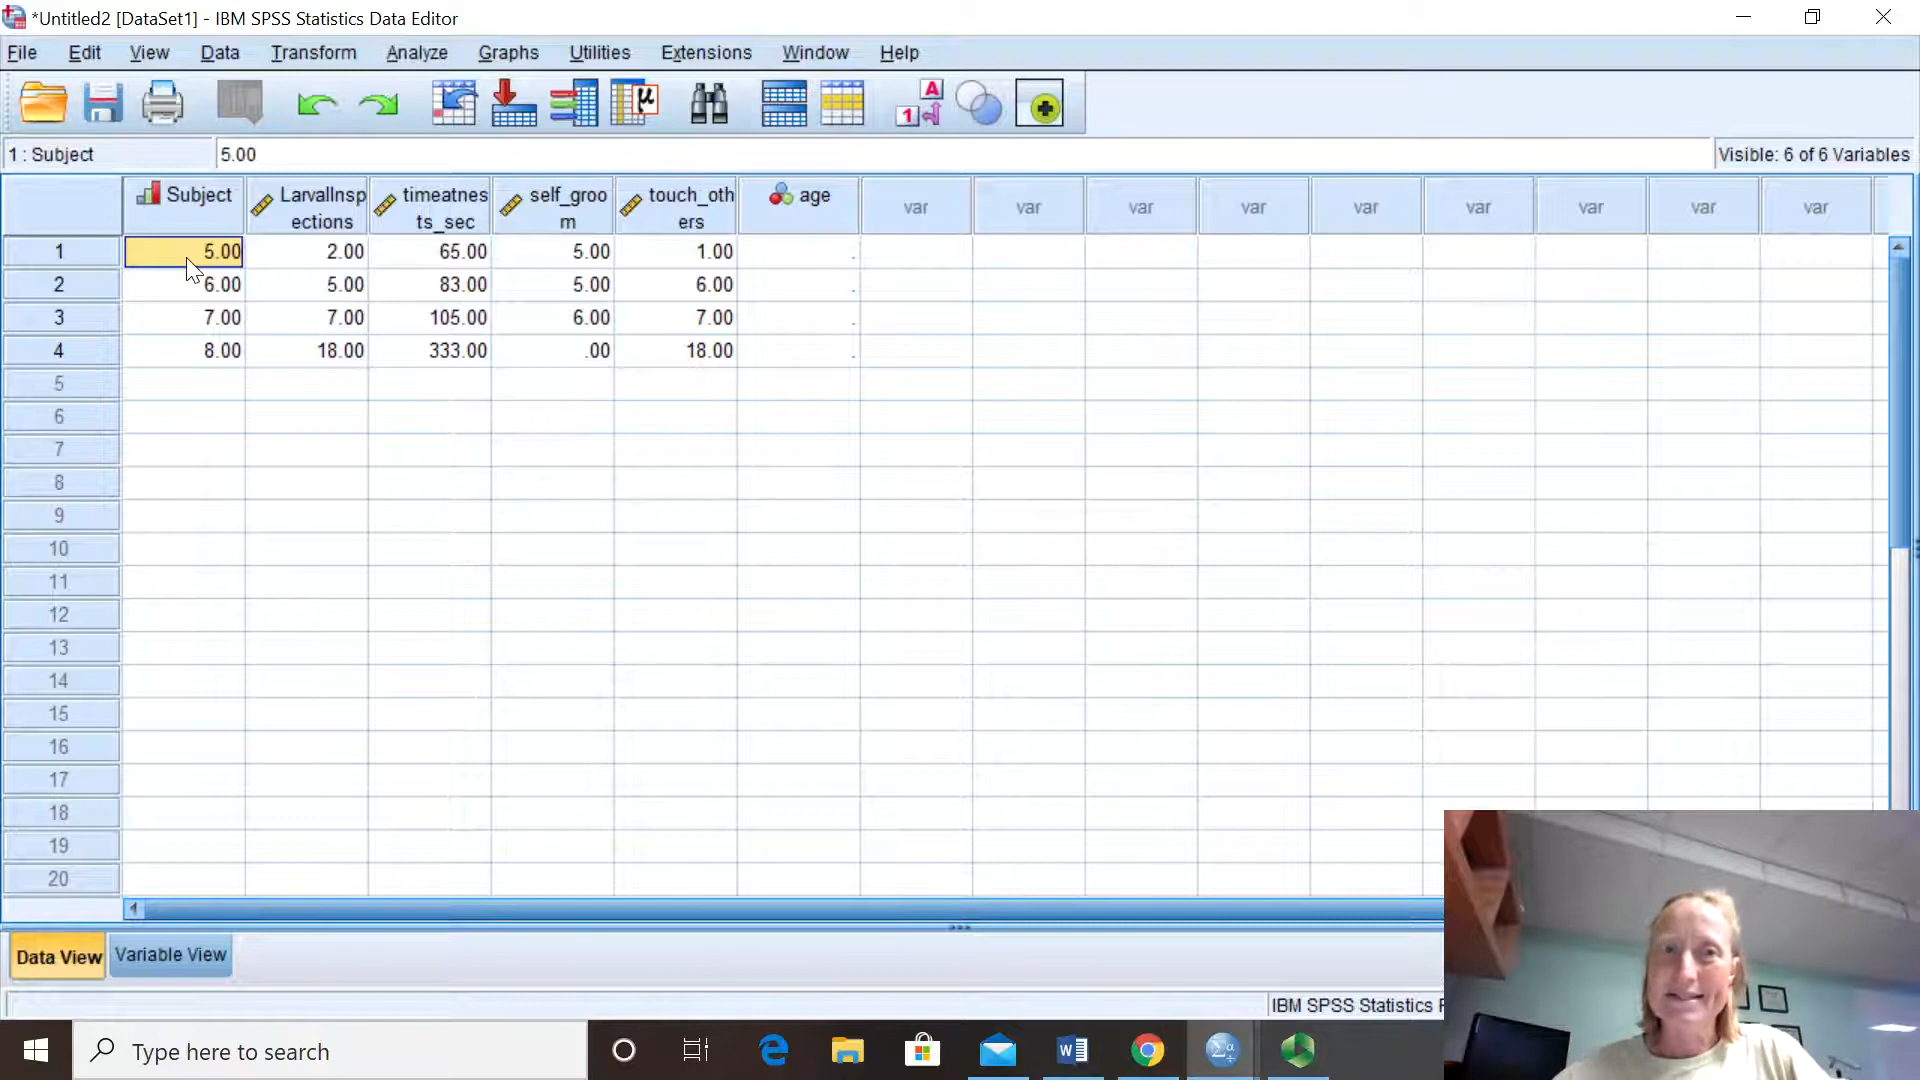 *Untitled2 [DataSet1] - IBM SPSS Statistics Data Editor
File Edit View Data Transform Analyze Graphs Utilities Extensions Window Help
1 : Subject 5.00 Visible: 6 of 6 Variables
Subject LarvalInsp timeatnes self_groo touch_oth age var var var var var var var var var
ections ts_sec m ers
1 5.00 2.00 65.00 5.00 1.00 .
2 6.00 5.00 83.00 5.00 6.00 .
3 7.00 7.00 105.00 6.00 7.00 .
4 8.00 18.00 333.00 .00 18.00 .
5
6
7
8
9
10
11
12
13
14
15
16
17
18
19
20
Data View Variable View
IBM SPSS Statistics
Type here to search